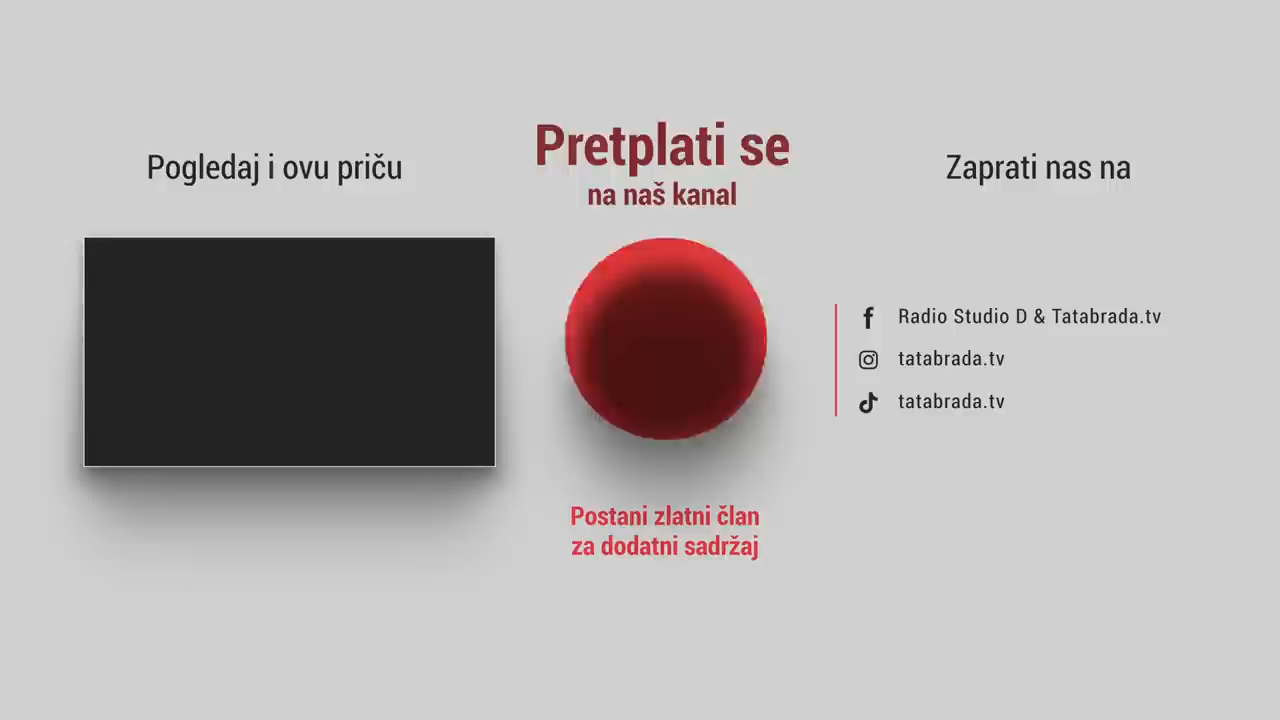 Pogledaj i ovu priču
Pretplati se
na naš kanal
Zaprati nas na
Radio Studio D & Tatabrada.tv
tatabrada.tv
tatabrada.tv
Postani zlatni član
za dodatni sadržaj